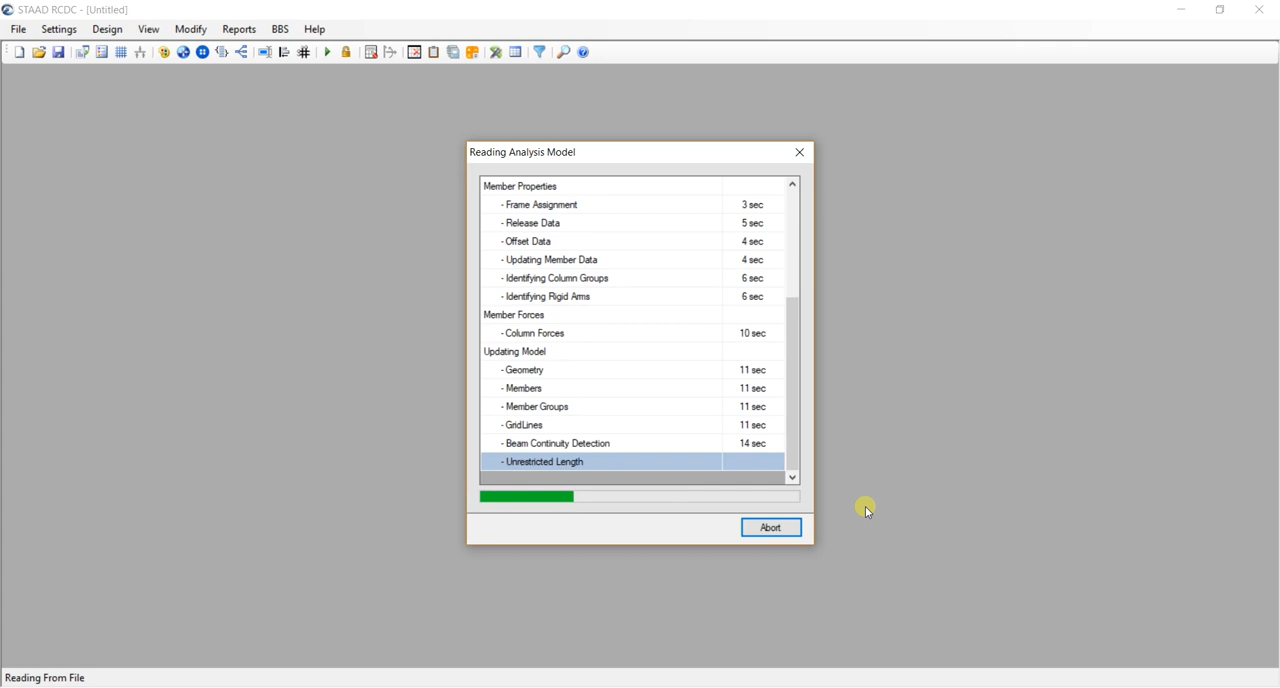 STAAD RCDC - [Untitled]
File Settings Design View Modify Reports BBS Help
Reading Analysis Model
Member Properties
- Frame Assignment 3 sec
- Release Data 5 sec
- Offset Data 4 sec
- Updating Member Data 4 sec
- Identifying Column Groups 6 sec
- Identifying Rigid Arms 6 sec
Member Forces
- Column Forces 10 sec
Updating Model
- Geometry 11 sec
- Members 11 sec
- Member Groups 11 sec
- GridLines 11 sec
- Beam Continuity Detection 14 sec
- Unrestricted Length
Abort
Reading From File